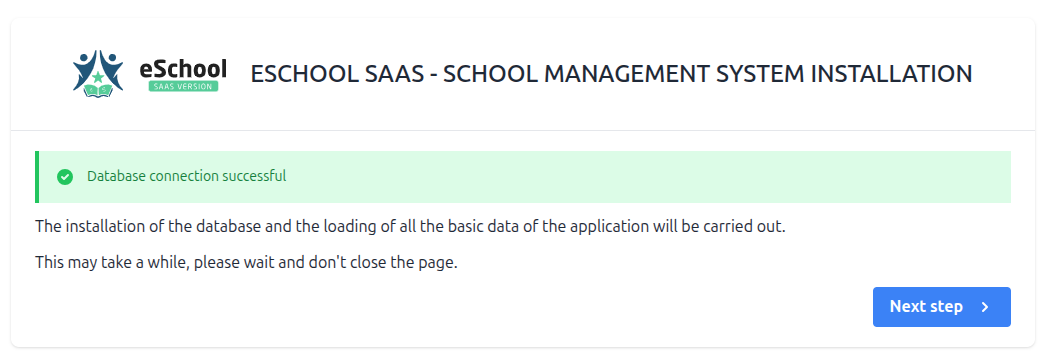 eSchool
SAAS VERSION
ESCHOOL SAAS - SCHOOL MANAGEMENT SYSTEM INSTALLATION
Database connection successful
The installation of the database and the loading of all the basic data of the application will be carried out.
This may take a while, please wait and don't close the page.
Next step